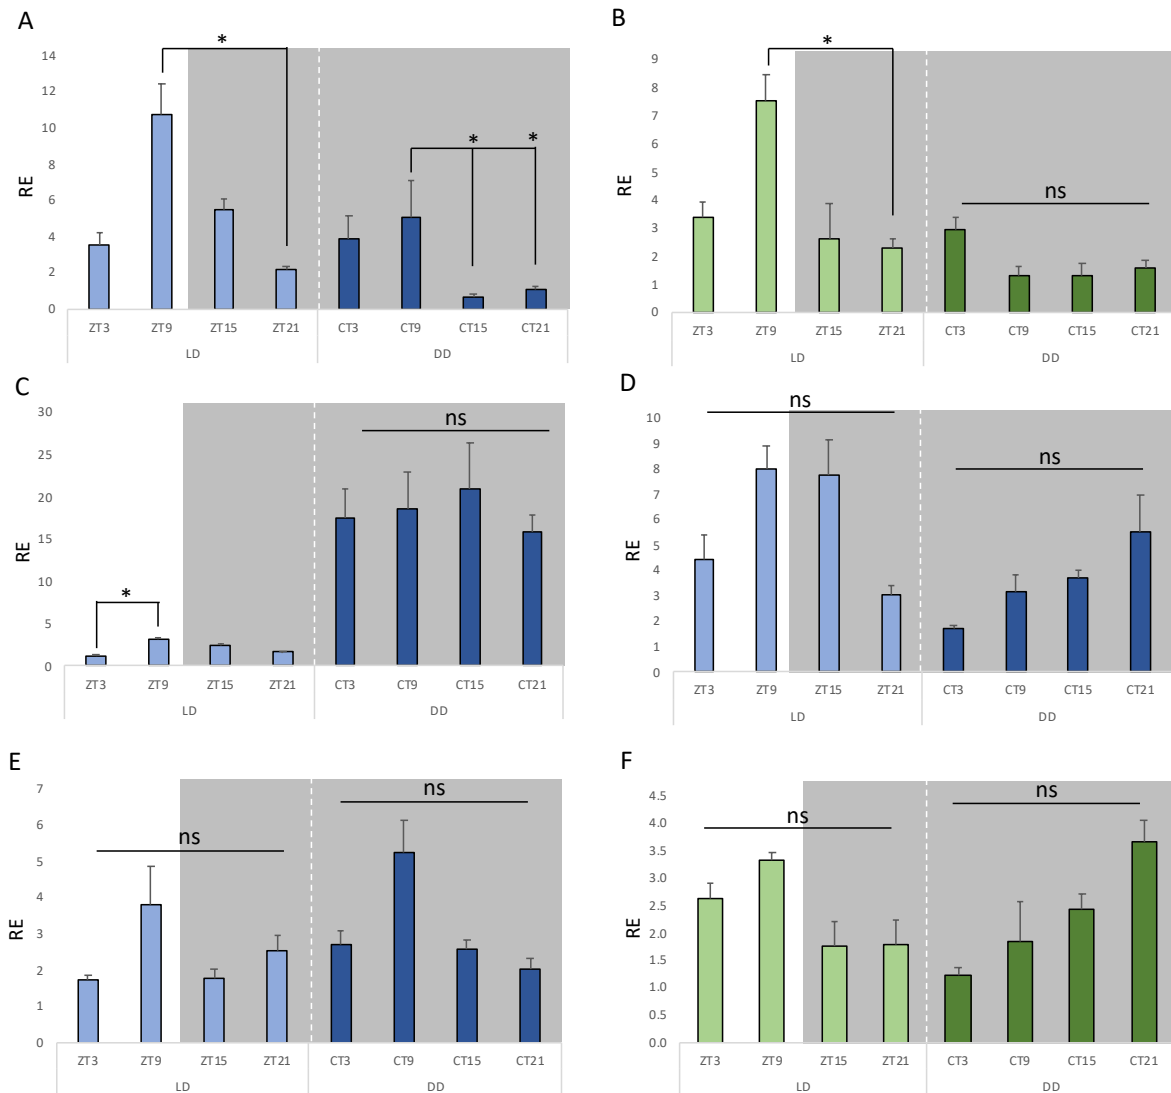 A
*
14
12
10
8
6
4
2
0
RE
* *
ZT3 ZT9 ZT15 ZT21 CT3 CT9 CT15 CT21
LD DD
B
*
9
8
7
6
5
4
3
2
1
0
RE
ns
ZT3 ZT9 ZT15 ZT21 CT3 CT9 CT15 CT21
LD DD
C
30
25
20
15
10
5
0
RE
ns
*
ZT3 ZT9 ZT15 ZT21 CT3 CT9 CT15 CT21
LD DD
D
ns
10
9
8
7
6
5
4
3
2
1
0
RE
ns
ZT3 ZT9 ZT15 ZT21 CT3 CT9 CT15 CT21
LD DD
E
7
6
5
4
3
2
1
0
RE
ns
ns
ZT3 ZT9 ZT15 ZT21 CT3 CT9 CT15 CT21
LD DD
F
4.5
4.0
3.5
3.0
2.5
2.0
1.5
1.0
0.5
0.0
RE
ns
ns
ZT3 ZT9 ZT15 ZT21 CT3 CT9 CT15 CT21
LD DD